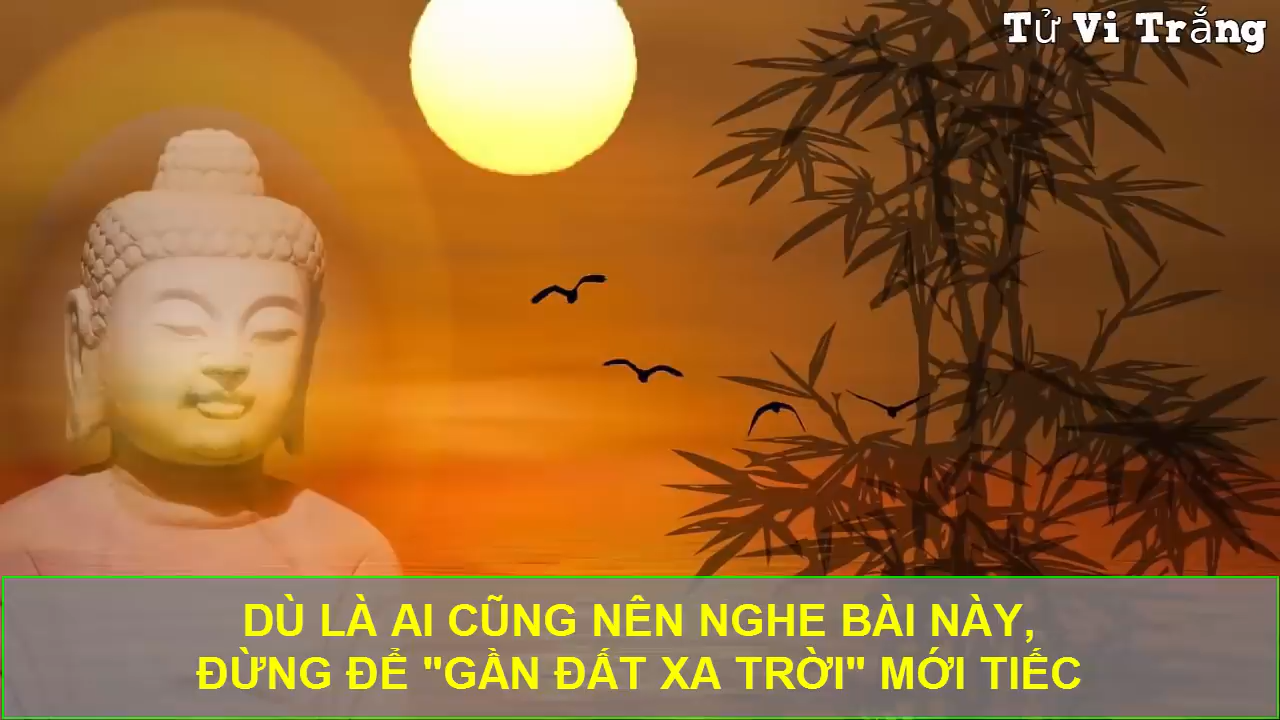 Tử Vi Trắng
DÙ LÀ AI CŨNG NÊN NGHE BÀI NÀY,
ĐỪNG ĐỂ "GẦN ĐẤT XA TRỜI" MỚI TIẾC